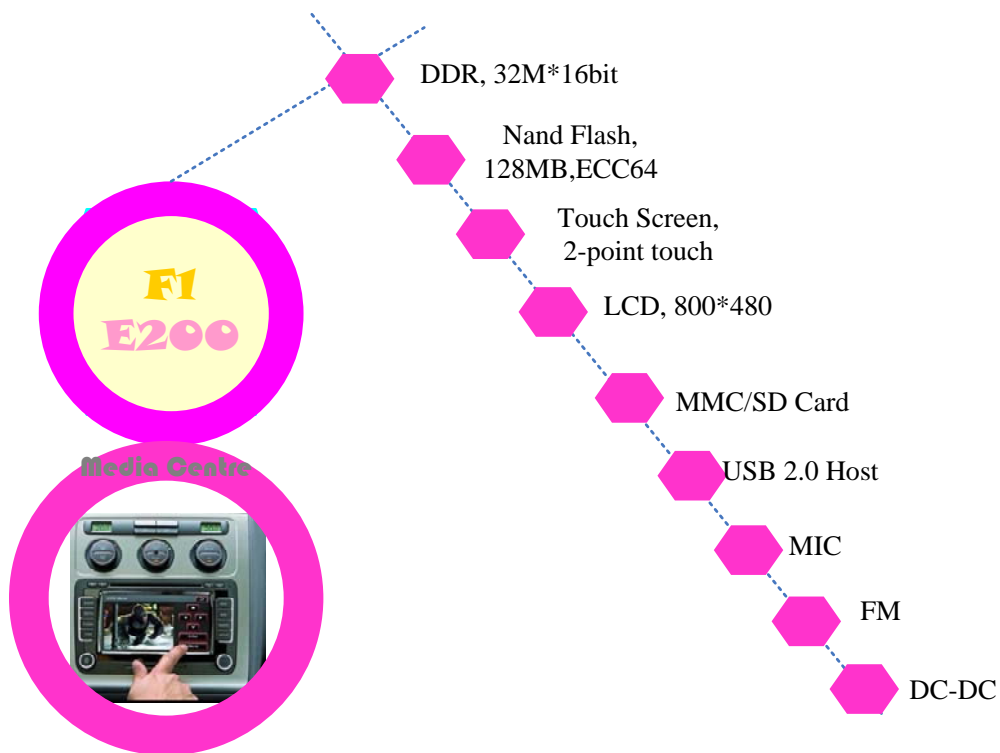 DDR, 32M*16bit
Nand Flash,
128MB,ECC64
Touch Screen,
2-point touch
LCD, 800*480
MMC/SD Card
USB 2.0 Host
MIC
FM
DC-DC
F1
E200
Media Centre